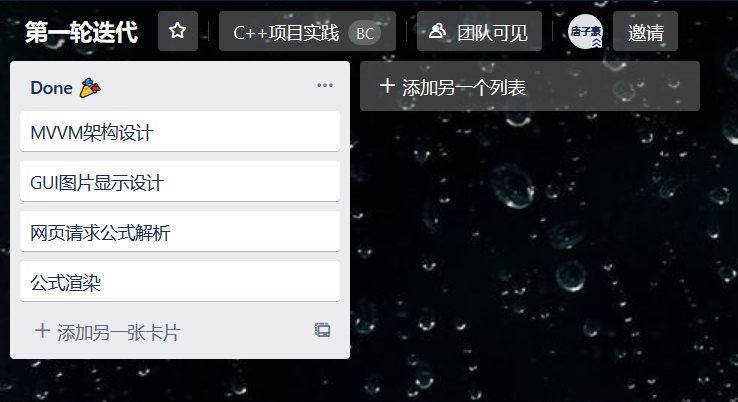 第一轮迭代 C++项目实践 BC 团队可见 唐子豪 邀请
Done
添加另一个列表
MVVM架构设计
GUI图片显示设计
网页请求公式解析
公式渲染
添加另一张卡片